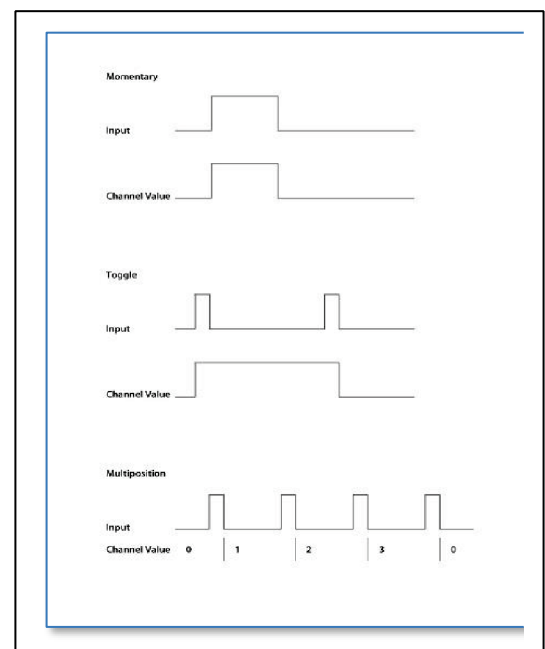 Momentary
Input
Channel Value
Toggle
Input
Channel Value
Multiposition
Input
Channel Value 0 1 2 3 0